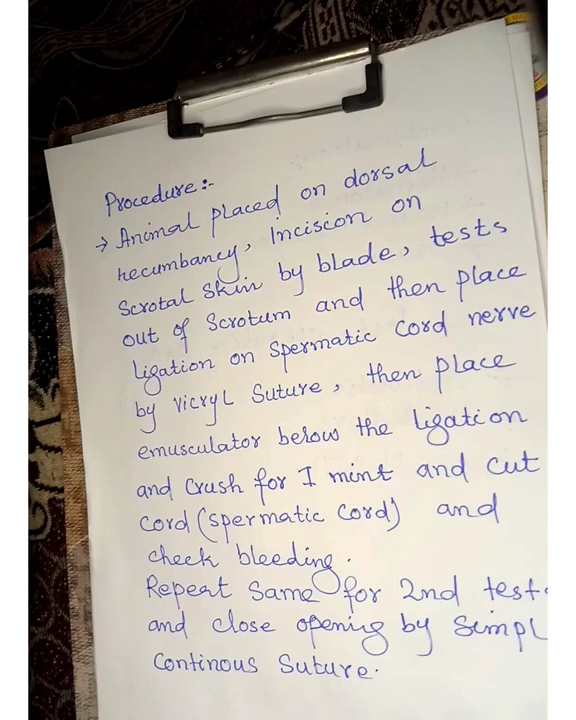 Procedure:-
→ Animal placed on dorsal
recumbancy, Incision on
Scrotal Skin by blade, tests
out of Scrotum and then place
ligation on Spermatic Cord nerve
by vicryL Suture, then place
emusculator below the ligation
and crush for 1 mint and cut
Cord (spermatic Cord) and
check bleeding.
Repeat Same for 2nd test
and close opening by Simpl
Continous Suture.